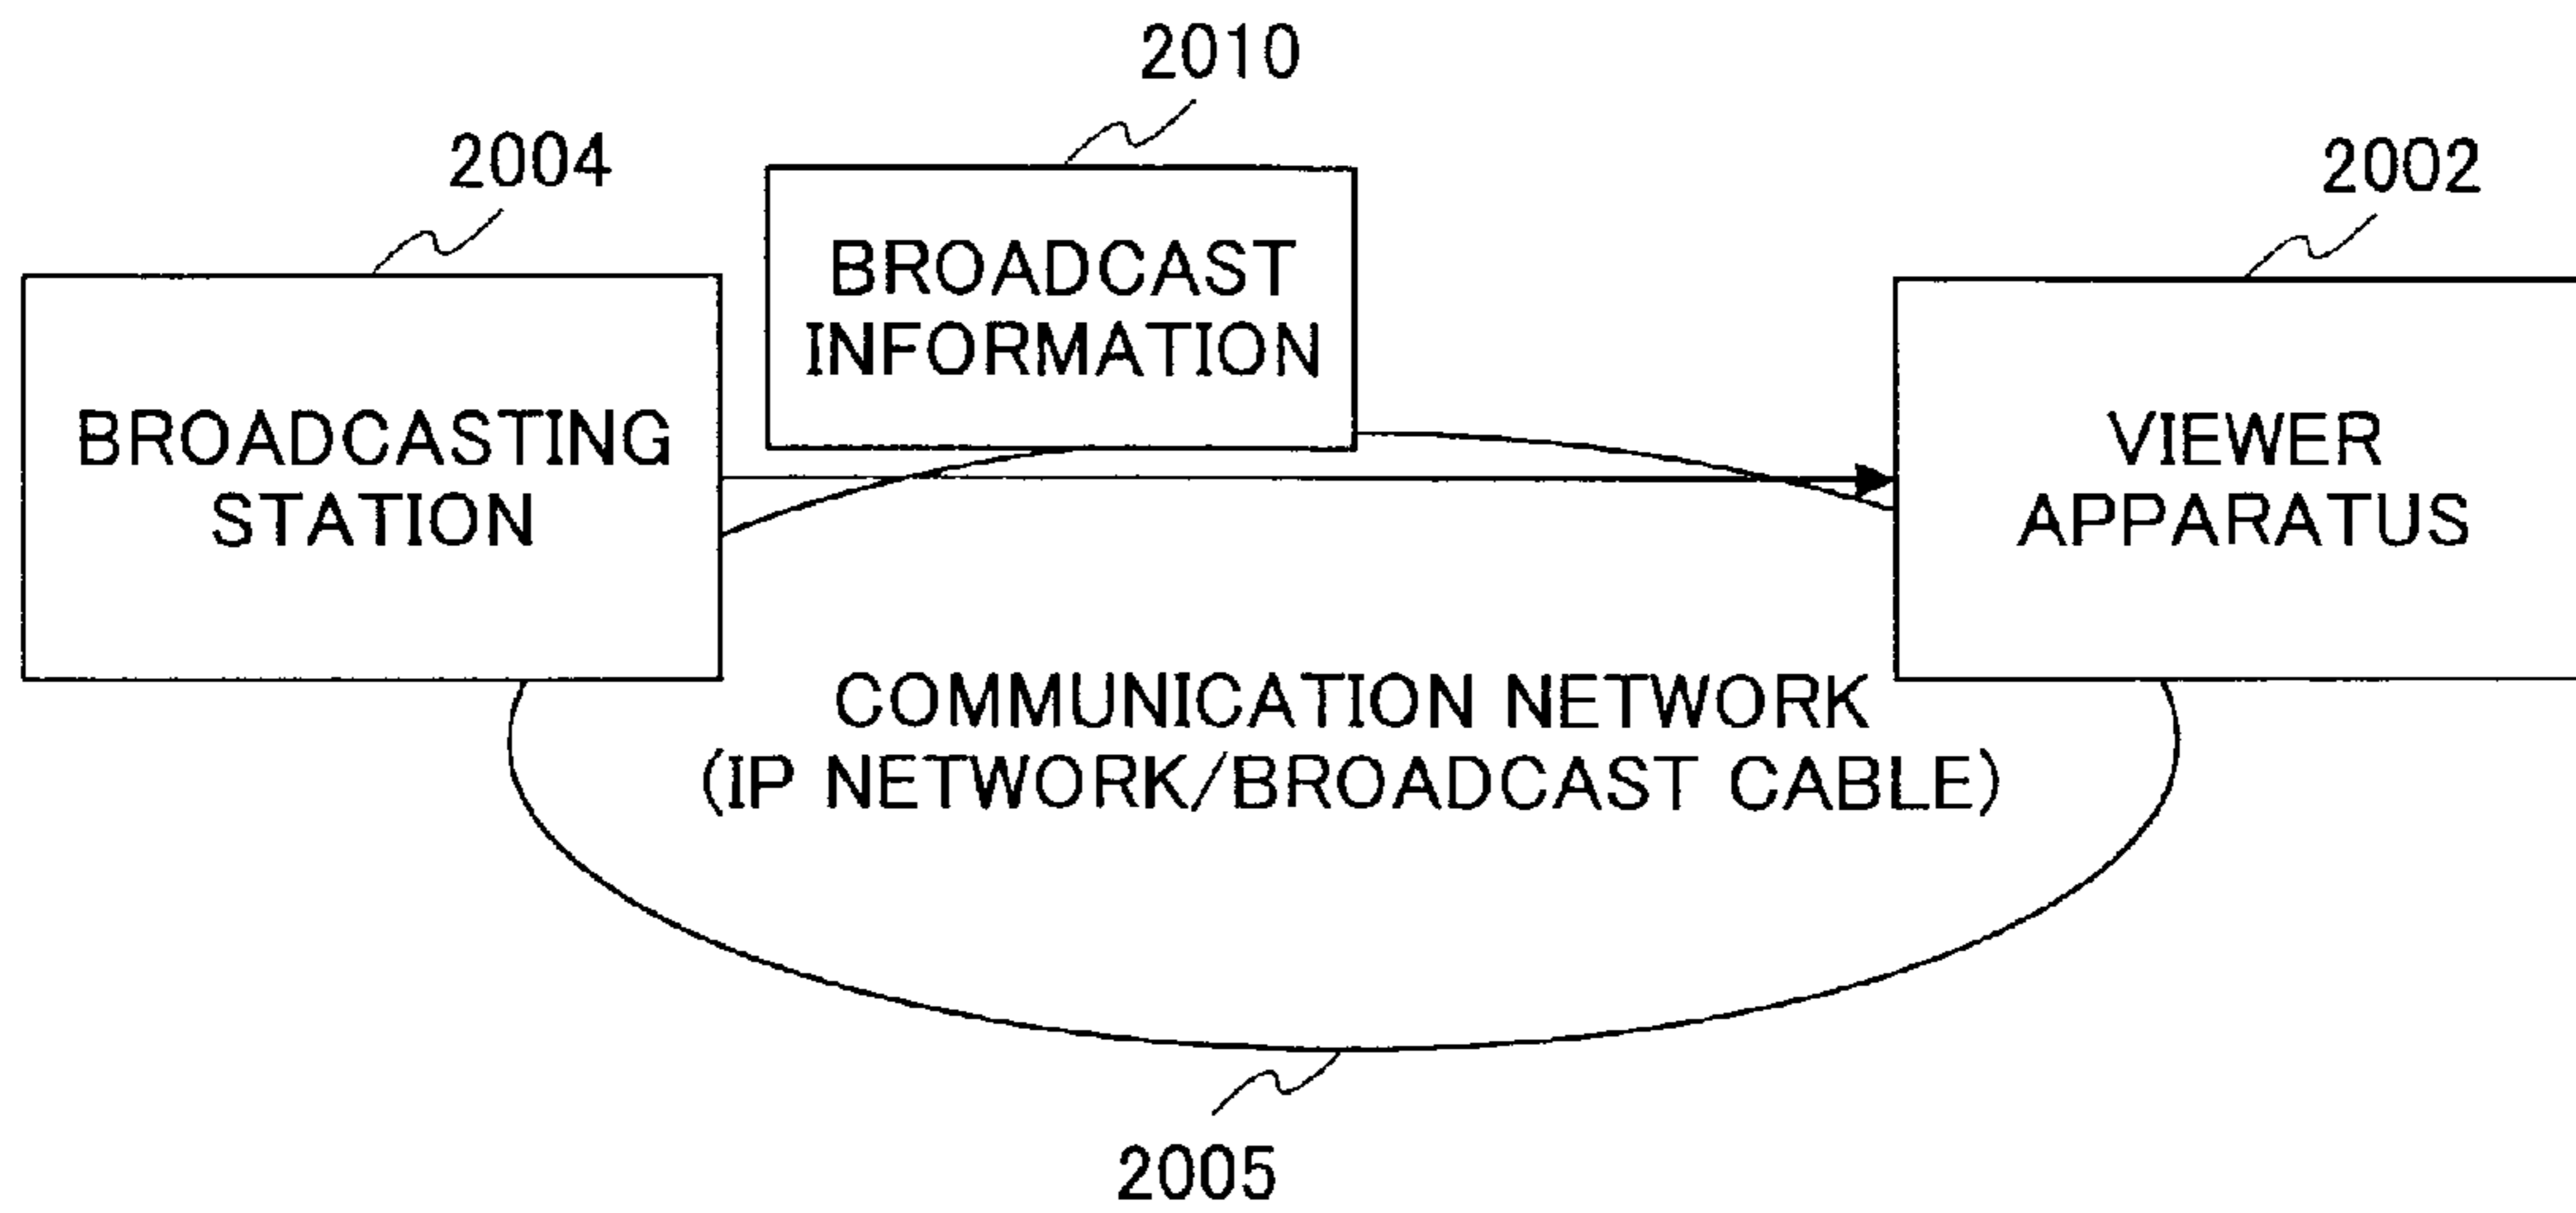 2010
2004
2002
BROADCAST
INFORMATION
BROADCASTING
STATION
VIEWER
APPARATUS
COMMUNICATION NETWORK
(IP NETWORK/BROADCAST CABLE)
2005